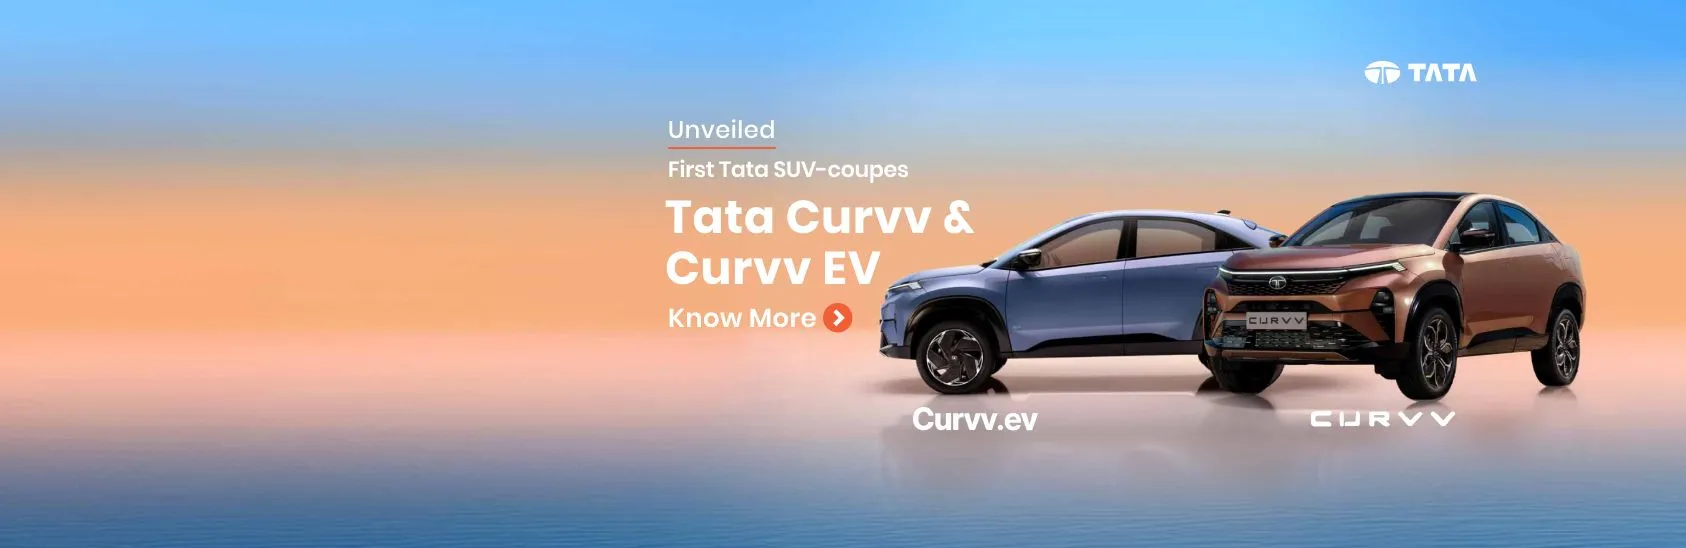 TATA
Unveiled
First Tata SUV-coupes
Tata Curvv &
Curvv EV
Know More
CURVV
Curvv.ev
CURVV